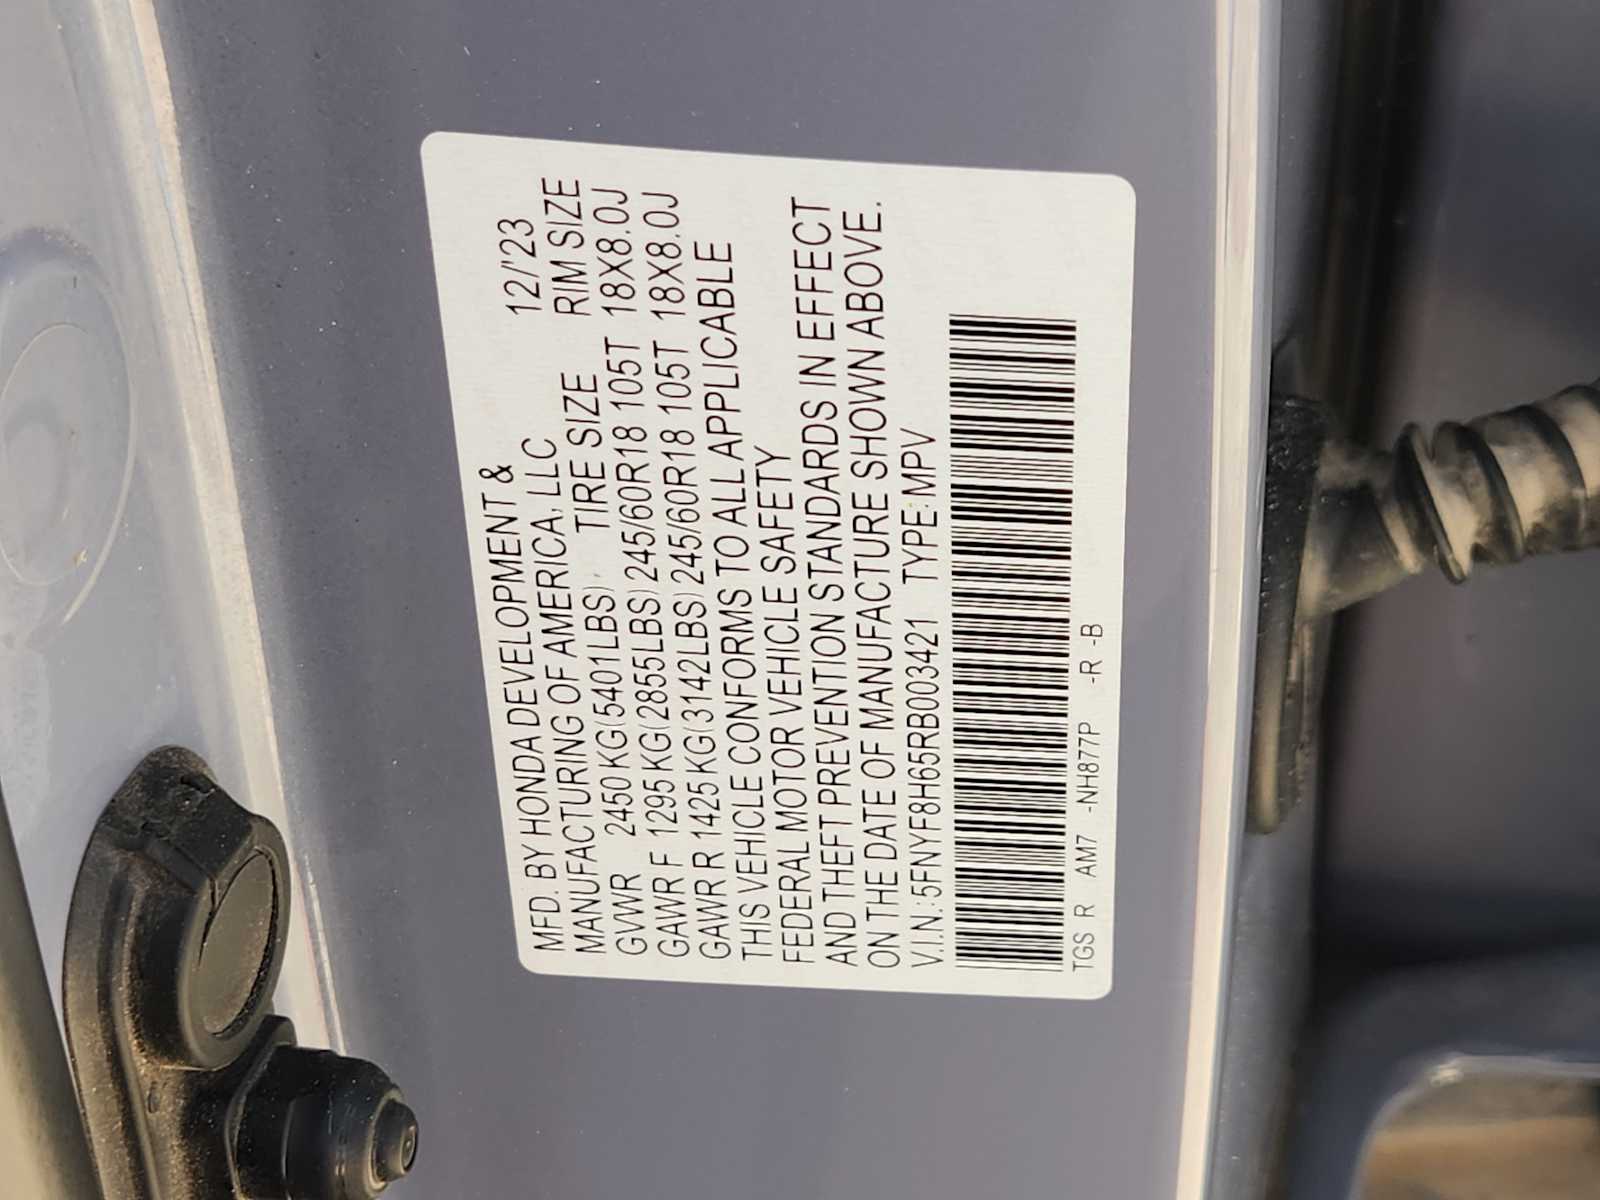 MFD. BY HONDA DEVELOPMENT & 12/'23
MANUFACTURING OF AMERICA, LLC
GVWR 2450 KG(5401LBS) TIRE SIZE RIM SIZE
GAWR F 1295 KG(2855LBS) 245/60R18 105T 18X8.0J
GAWR R 1425 KG(3142LBS) 245/60R18 105T 18X8.0J
THIS VEHICLE CONFORMS TO ALL APPLICABLE
FEDERAL MOTOR VEHICLE SAFETY
AND THEFT PREVENTION STANDARDS IN EFFECT
ON THE DATE OF MANUFACTURE SHOWN ABOVE.
V.I.N.: 5FNYF8H65RB003421 TYPE: MPV
TGS R AM7 -NH877P -R -B